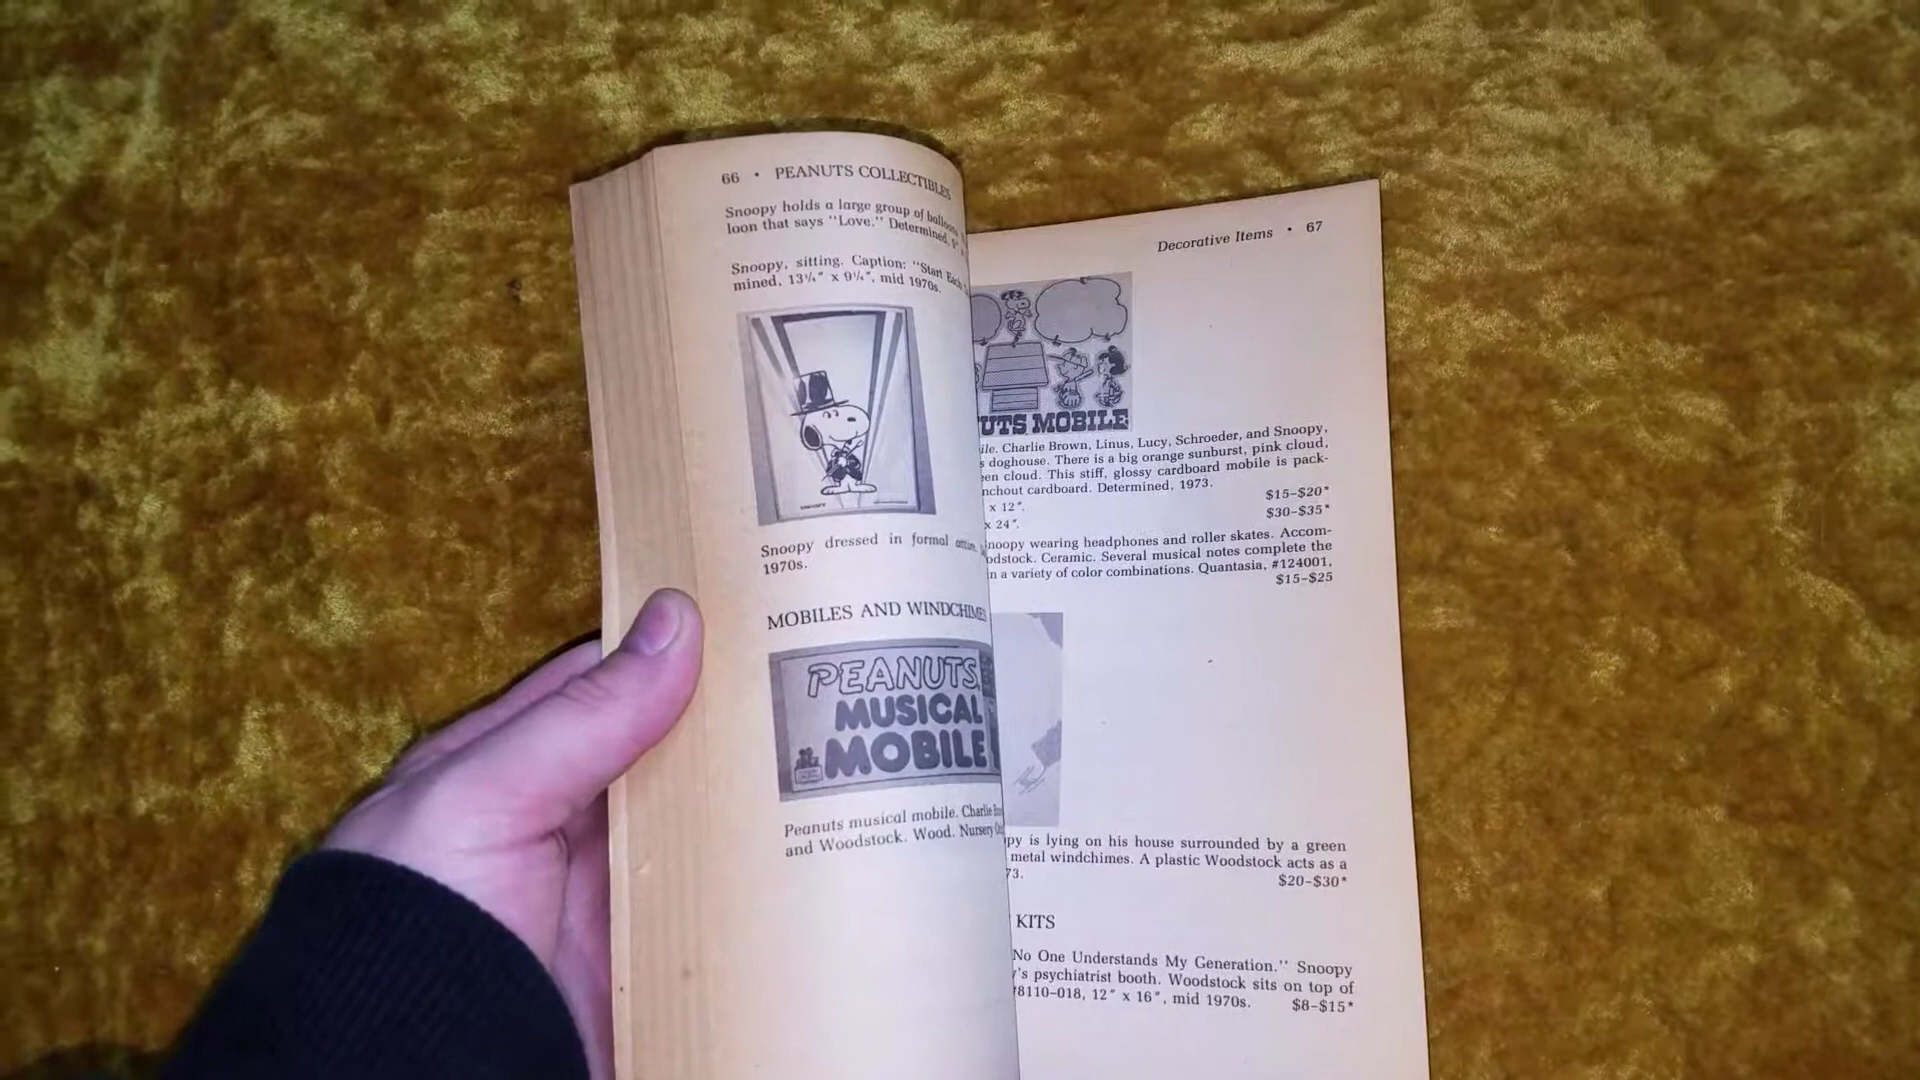 66 • PEANUTS COLLECTIBLES
Snoopy holds a large group of balloons
loon that says "Love." Determined, 9"
Snoopy, sitting. Caption: "Start Each
mined, 13¼" x 9¼", mid 1970s.
Snoopy dressed in formal attire.
1970s.
MOBILES AND WINDCHIMES
PEANUTS
MUSICAL
MOBILE
Peanuts musical mobile. Charlie
and Woodstock. Wood. Nursery
Decorative Items • 67
UTS MOBILE
ile. Charlie Brown, Linus, Lucy, Schroeder, and Snoopy,
s doghouse. There is a big orange sunburst, pink cloud,
een cloud. This stiff, glossy cardboard mobile is pack-
nchout cardboard. Determined, 1973.
x 12". $15–$20*
x 24". $30–$35*
noopy wearing headphones and roller skates. Accom-
odstock. Ceramic. Several musical notes complete the
n a variety of color combinations. Quantasia, #124001,
$15–$25
py is lying on his house surrounded by a green
metal windchimes. A plastic Woodstock acts as a
73. $20–$30*
KITS
No One Understands My Generation." Snoopy
's psychiatrist booth. Woodstock sits on top of
8110–018, 12" x 16", mid 1970s. $8–$15*